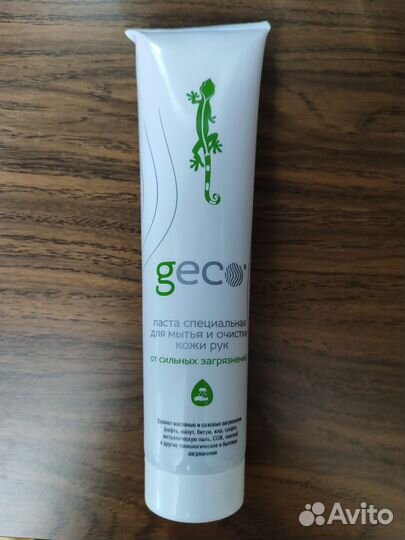 geco
паста специальная
для мытья и очистки
кожи рук
от сильных загрязнений
Удаляет масляные и сажевые загрязнения
(нефть, мазут, битум, жир, графит,
металлическую пыль, СОЖ, смазки)
и другие технологические и бытовые
загрязнения
Avito